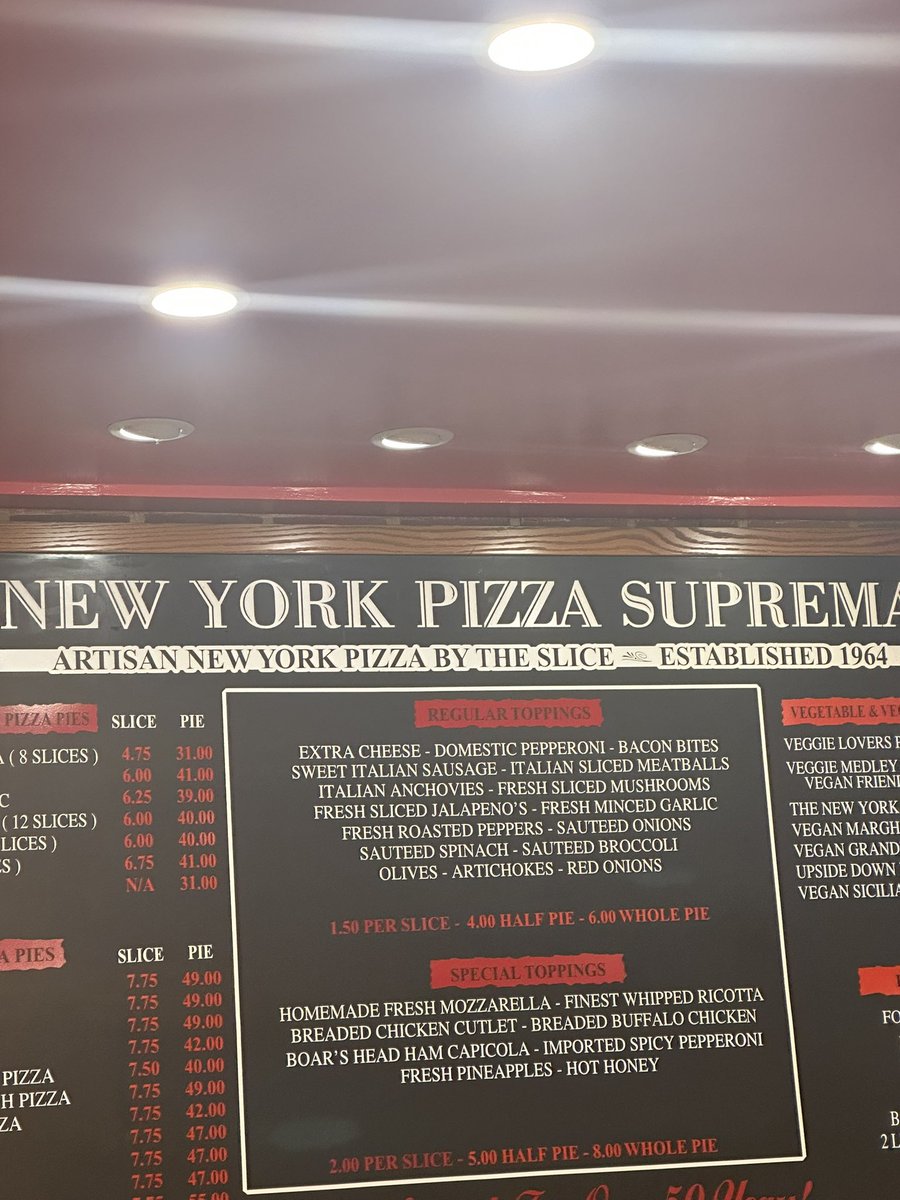 NEW YORK PIZZA SUPREMA
ARTISAN NEW YORK PIZZA BY THE SLICE ESTABLISHED 1964
PIZZA PIES SLICE PIE
( 8 SLICES ) 4.75 31.00
6.00 41.00
6.25 39.00
( 12 SLICES ) 6.00 40.00
6.00 40.00
6.75 41.00
N/A 31.00
PIES SLICE PIE
7.75 49.00
7.75 49.00
7.75 49.00
7.75 42.00
PIZZA 7.50 40.00
PIZZA 7.75 49.00
7.75 42.00
7.75 47.00
7.75 47.00
7.75 47.00
REGULAR TOPPINGS
EXTRA CHEESE - DOMESTIC PEPPERONI - BACON BITES
SWEET ITALIAN SAUSAGE - ITALIAN SLICED MEATBALLS
ITALIAN ANCHOVIES - FRESH SLICED MUSHROOMS
FRESH SLICED JALAPENO'S - FRESH MINCED GARLIC
FRESH ROASTED PEPPERS - SAUTEED ONIONS
SAUTEED SPINACH - SAUTEED BROCCOLI
OLIVES - ARTICHOKES - RED ONIONS
1.50 PER SLICE - 4.00 HALF PIE - 6.00 WHOLE PIE
SPECIAL TOPPINGS
HOMEMADE FRESH MOZZARELLA - FINEST WHIPPED RICOTTA
BREADED CHICKEN CUTLET - BREADED BUFFALO CHICKEN
BOAR'S HEAD HAM CAPICOLA - IMPORTED SPICY PEPPERONI
FRESH PINEAPPLES - HOT HONEY
2.00 PER SLICE - 5.00 HALF PIE - 8.00 WHOLE PIE
VEGETABLE &
VEGGIE LOVERS
VEGGIE MEDLEY
VEGAN
THE NEW YORK
VEGAN
VEGAN
UPSIDE DOWN
VEGAN